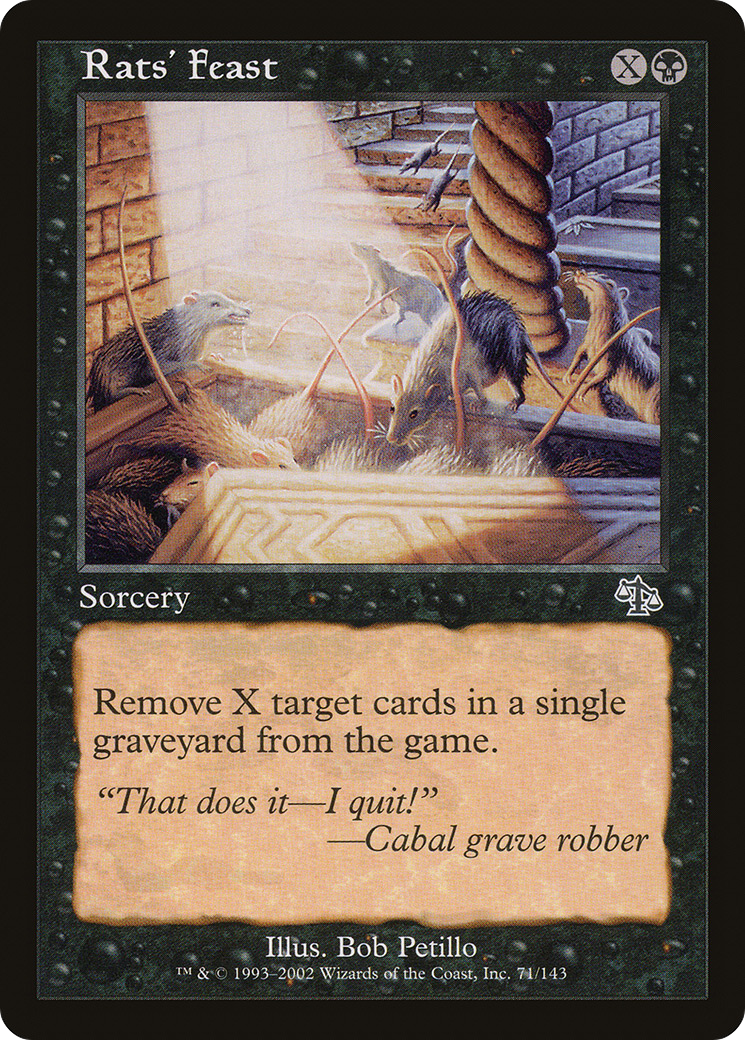 Rats' Feast
X
Sorcery
Remove X target cards in a single
graveyard from the game.
“That does it—I quit!”
—Cabal grave robber
Illus. Bob Petillo
™ & © 1993–2002 Wizards of the Coast, Inc. 71/143